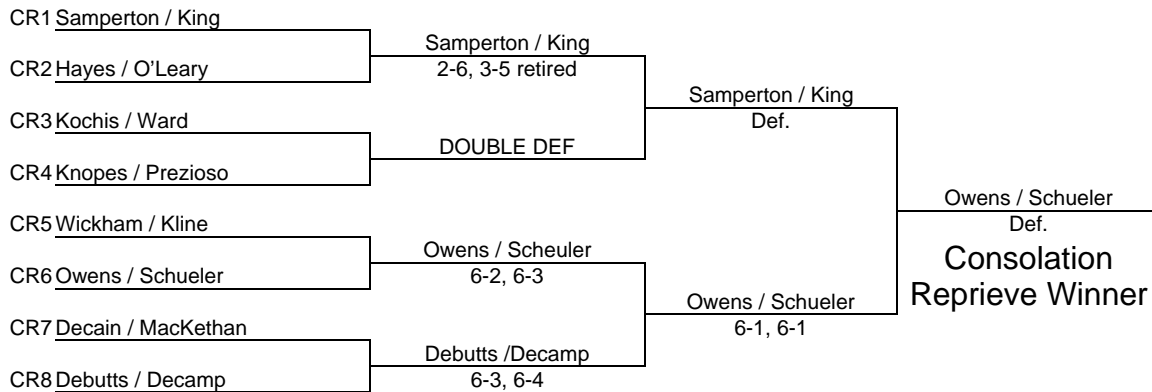 CR1 Samperton / King
CR2 Hayes / O'Leary
CR3 Kochis / Ward
CR4 Knopes / Prezioso
CR5 Wickham / Kline
CR6 Owens / Schueler
CR7 Decain / MacKethan
CR8 Debutts / Decamp
Samperton / King
2-6, 3-5 retired
DOUBLE DEF
Owens / Scheuler
6-2, 6-3
Debutts /Decamp
6-3, 6-4
Samperton / King
Def.
Owens / Schueler
6-1, 6-1
Owens / Schueler
Def.
Consolation
Reprieve Winner